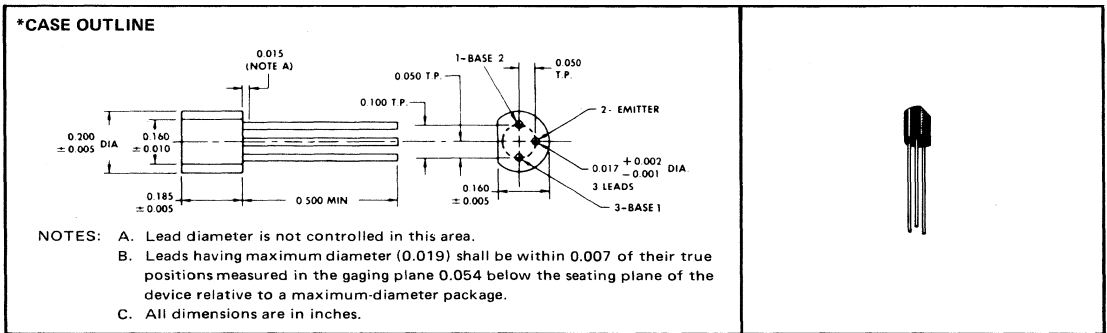 *CASE OUTLINE
0.015
(NOTE A)
1-BASE 2
0.050
T.P.
0.050 T.P.
0.100 T.P.
2- EMITTER
0.200 DIA
± 0.005
0.160
± 0.010
0.017 + 0.002 DIA.
- 0.001
3 LEADS
0.185
± 0.005
0 500 MIN
0.160
± 0.005
3-BASE 1
NOTES: A. Lead diameter is not controlled in this area.
B. Leads having maximum diameter (0.019) shall be within 0.007 of their true
positions measured in the gaging plane 0.054 below the seating plane of the
device relative to a maximum-diameter package.
C. All dimensions are in inches.